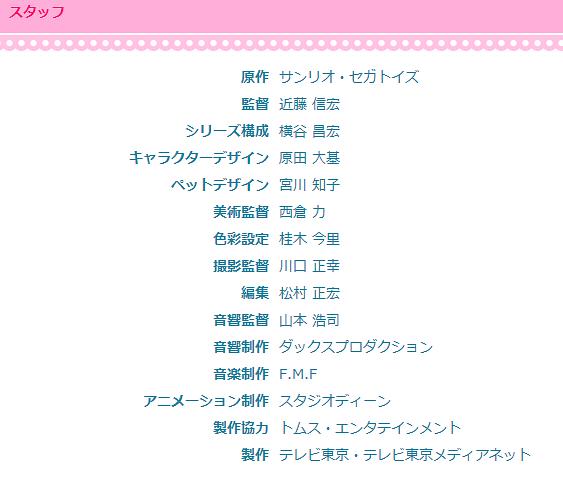 スタッフ
原作 サンリオ・セガトイズ
監督 近藤 信宏
シリーズ構成 横谷 昌宏
キャラクターデザイン 原田 大基
ペットデザイン 宮川 知子
美術監督 西倉 力
色彩設定 桂木 今里
撮影監督 川口 正幸
編集 松村 正宏
音響監督 山本 浩司
音響制作 ダックスプロダクション
音楽制作 F.M.F
アニメーション制作 スタジオディーン
製作協力 トムス・エンタテインメント
製作 テレビ東京・テレビ東京メディアネット